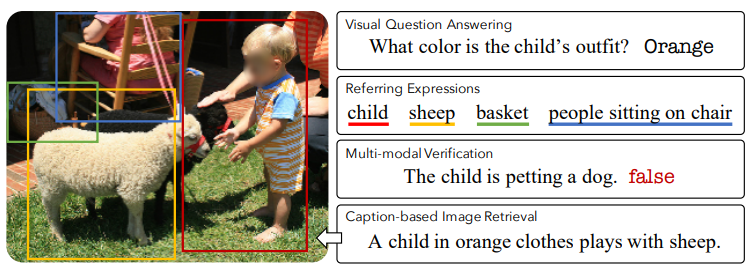 Visual Question Answering
What color is the child's outfit? Orange
Referring Expressions
child sheep basket people sitting on chair
Multi-modal Verification
The child is petting a dog. false
Caption-based Image Retrieval
A child in orange clothes plays with sheep.